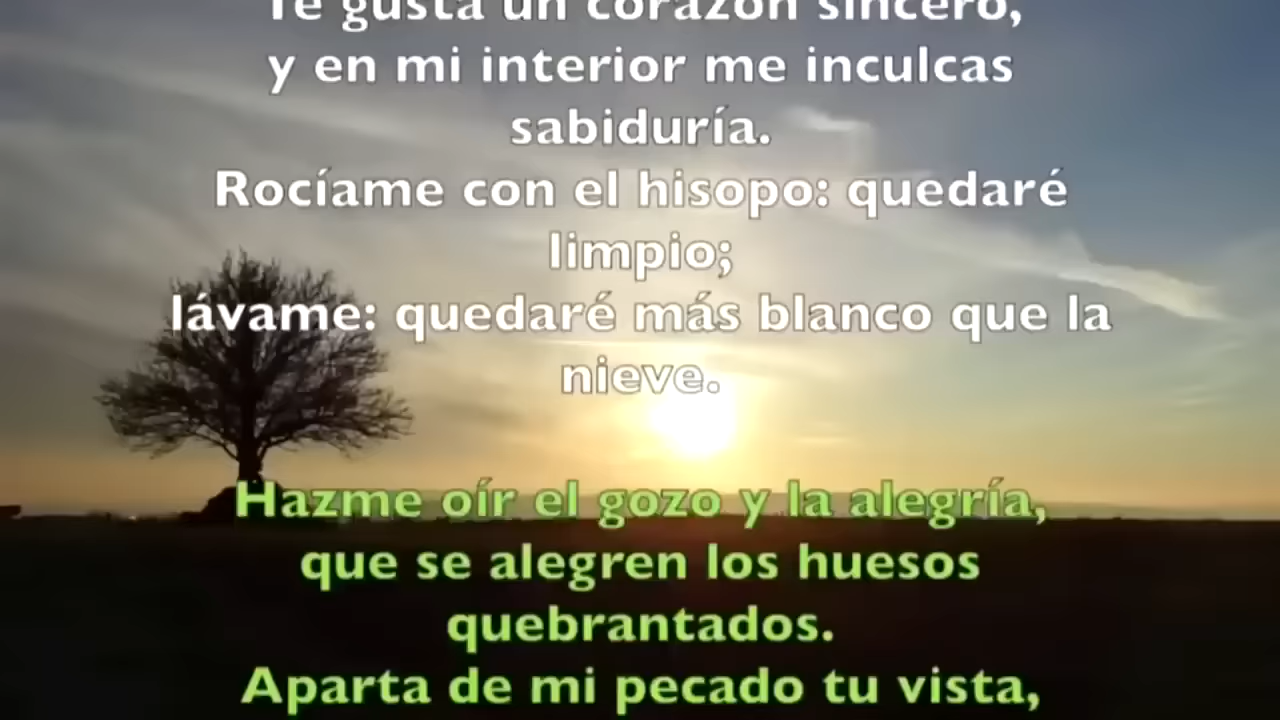 Te gusta un corazón sincero,
y en mi interior me inculcas
sabiduría.
Rocíame con el hisopo: quedaré
limpio;
lávame: quedaré más blanco que la
nieve.
Hazme oír el gozo y la alegría,
que se alegren los huesos
quebrantados.
Aparta de mi pecado tu vista,